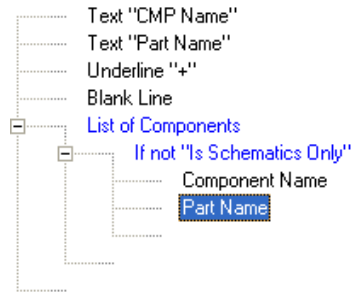 Text "CMP Name"
Text "Part Name"
Underline "+"
Blank Line
List of Components
If not "Is Schematics Only"
Component Name
Part Name